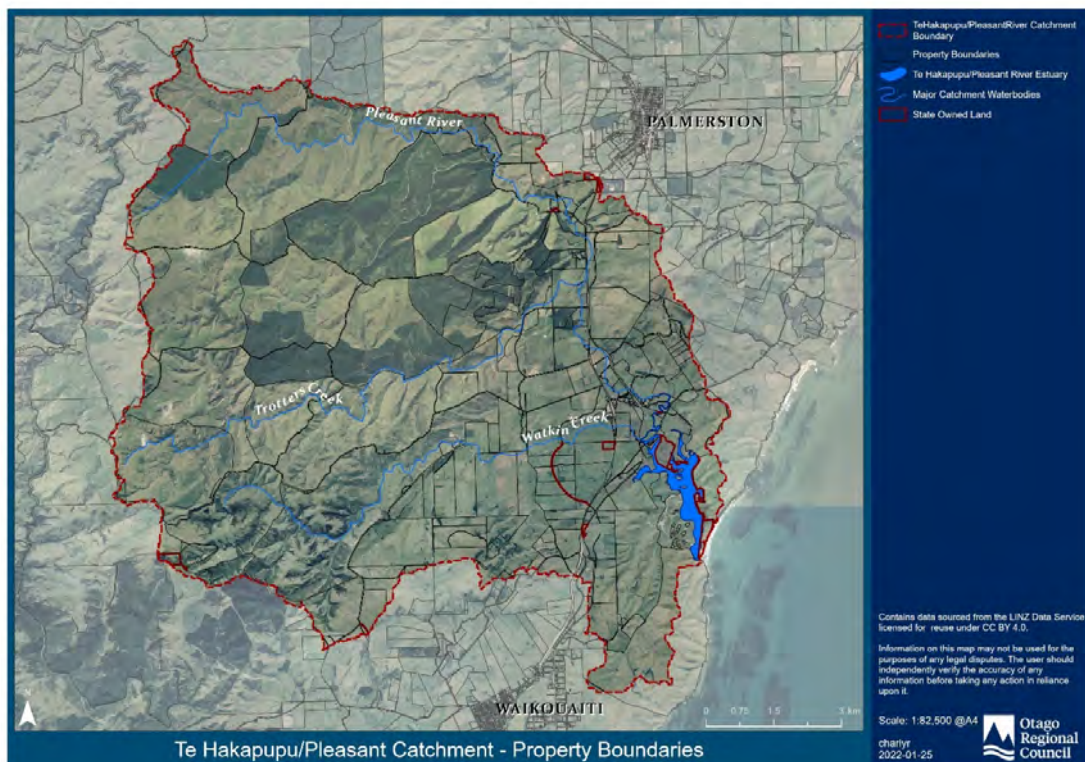 TeHakapupu/PleasantRiver Catchment
Boundary
Property Boundaries
Te Hakapupu/Pleasant River Estuary
Major Catchment Waterbodies
State Owned Land
Pleasant River
PALMERSTON
Trotters Creek
Watkin Creek
WAIKOUAITI
N
0 0.75 1.5 3 km
Contains data sourced from the LINZ Data Service
licensed for reuse under CC BY 4.0.
Information on this map may not be used for the
purposes of any legal disputes. The user should
independently verify the accuracy of any
information before taking any action in reliance
upon it.
Scale: 1:82,500 @A4
charlyr
2022-01-25
Otago
Regional
Council
Te Hakapupu/Pleasant Catchment - Property Boundaries